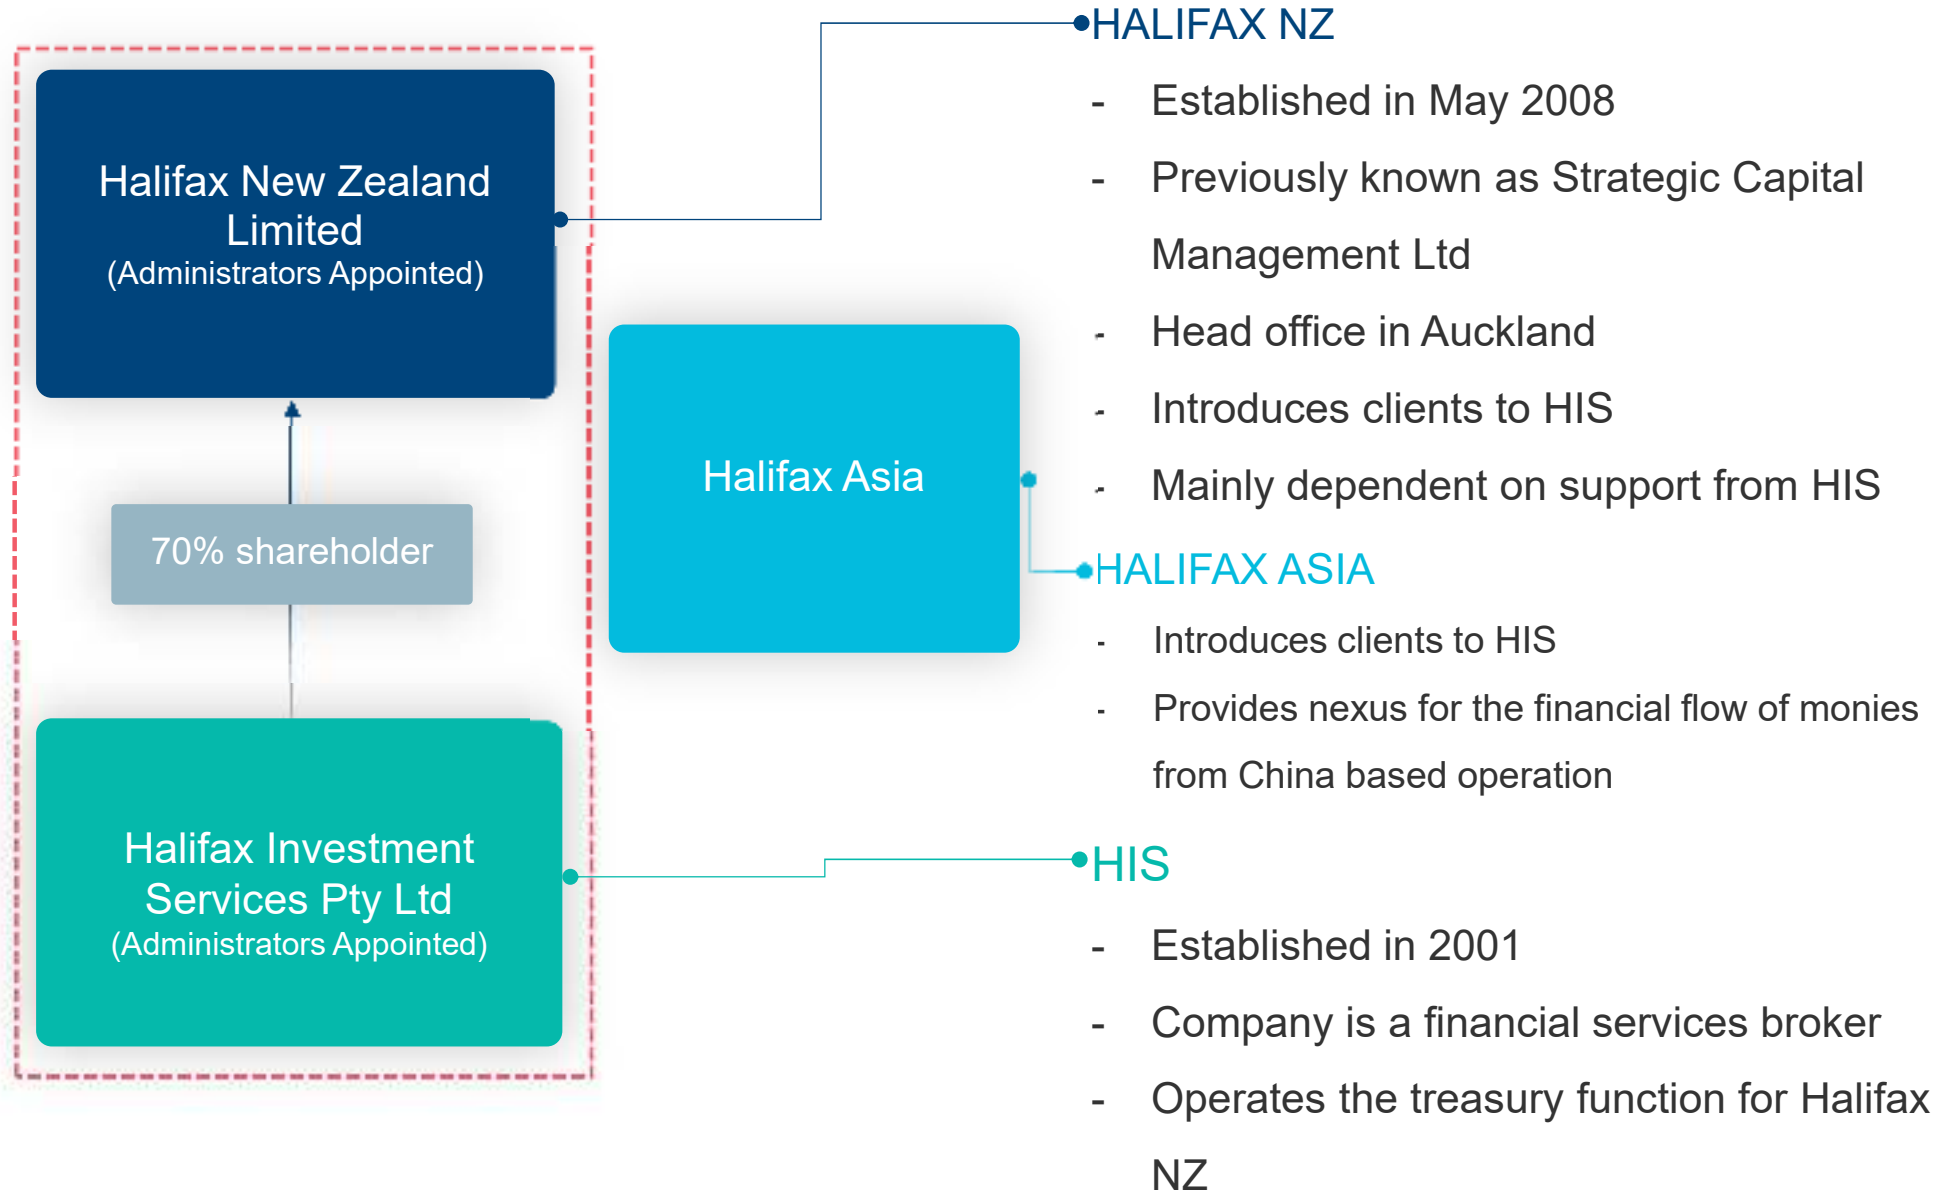 Halifax New Zealand
Limited
(Administrators Appointed)
70% shareholder
Halifax Investment
Services Pty Ltd
(Administrators Appointed)
Halifax Asia
HALIFAX NZ
- Established in May 2008
- Previously known as Strategic Capital
Management Ltd
- Head office in Auckland
- Introduces clients to HIS
- Mainly dependent on support from HIS
HALIFAX ASIA
- Introduces clients to HIS
- Provides nexus for the financial flow of monies
from China based operation
HIS
- Established in 2001
- Company is a financial services broker
- Operates the treasury function for Halifax
NZ